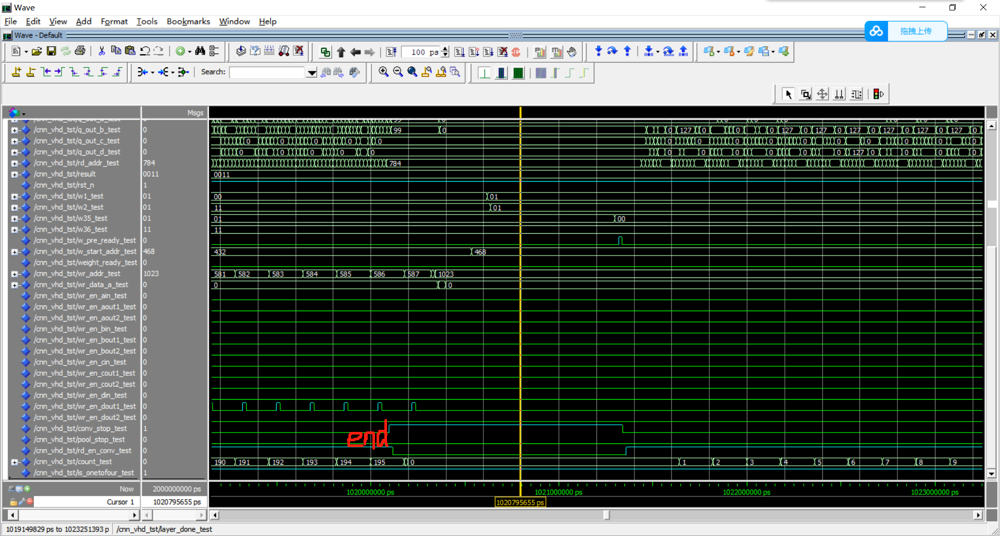 Wave
File Edit View Add Format Tools Bookmarks Window Help
Wave - Default
拖拽上传
100 ps
Search:
Msgs
/cnn_vhd_tst/q_out_b_test 0 99 0 0 127 0 0 0 127 0 127 0 127 0 127 0 127 0 127 0
/cnn_vhd_tst/q_out_c_test 0 0 0 0 0 0 0 0 0 0 0 0 0 0 0 0
/cnn_vhd_tst/q_out_d_test 0 0 0 0 0 0 0 0 0 0 0 0 127 0 0 0 0
/cnn_vhd_tst/rd_addr_test 784 784
/cnn_vhd_tst/result 0011 0011
/cnn_vhd_tst/rst_n 1
/cnn_vhd_tst/w1_test 01 00 01
/cnn_vhd_tst/w2_test 01 11 01
/cnn_vhd_tst/w35_test 01 01 00
/cnn_vhd_tst/w36_test 11 11
/cnn_vhd_tst/w_pre_ready_test 0
/cnn_vhd_tst/w_start_addr_test 468 432 468
/cnn_vhd_tst/weight_ready_test 0
/cnn_vhd_tst/wr_addr_test 1023 581 582 583 584 585 586 587 1023
/cnn_vhd_tst/wr_data_a_test 0 0 0
/cnn_vhd_tst/wr_en_ain_test 0
/cnn_vhd_tst/wr_en_aout1_test 0
/cnn_vhd_tst/wr_en_aout2_test 0
/cnn_vhd_tst/wr_en_bin_test 0
/cnn_vhd_tst/wr_en_bout1_test 0
/cnn_vhd_tst/wr_en_bout2_test 0
/cnn_vhd_tst/wr_en_cin_test 0
/cnn_vhd_tst/wr_en_cout1_test 0
/cnn_vhd_tst/wr_en_cout2_test 0
/cnn_vhd_tst/wr_en_din_test 0
/cnn_vhd_tst/wr_en_dout1_test 0
/cnn_vhd_tst/wr_en_dout2_test 0
/cnn_vhd_tst/conv_stop_test 1
end
/cnn_vhd_tst/pool_stop_test 0
/cnn_vhd_tst/rd_en_conv_test 0
/cnn_vhd_tst/count_test 0 190 191 192 193 194 195 0 1 2 3 4 5 6 7 8 9
/cnn_vhd_tst/is_onetofour_test 1
Now 2000000000 ps 1020000000 ps 1021000000 ps 1022000000 ps 1023000000 ps
Cursor 1 1020795655 ps 1020795655 ps
1019149829 ps to 1023251393 p /cnn_vhd_tst/layer_done_test